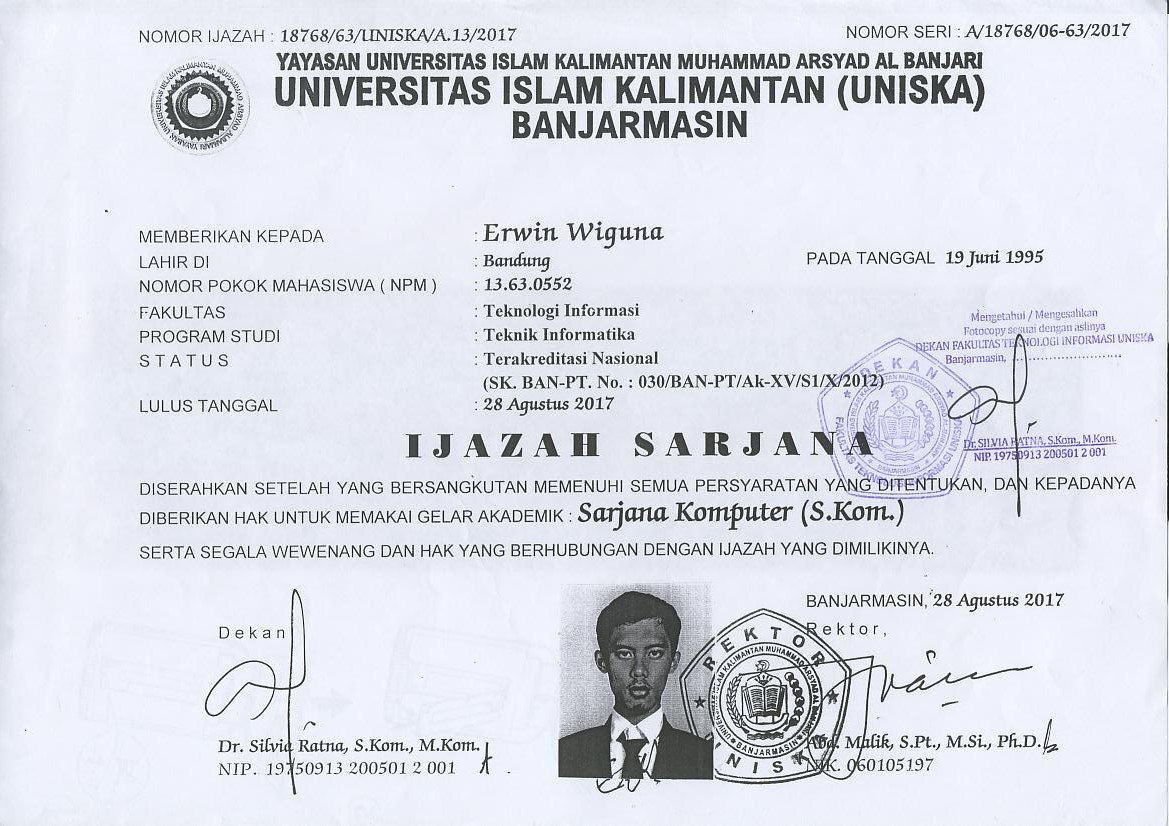 NOMOR IJAZAH : 18768/63/UNISKA/A.13/2017
NOMOR SERI : A/18768/06-63/2017
YAYASAN UNIVERSITAS ISLAM KALIMANTAN MUHAMMAD ARSYAD AL BANJARI
UNIVERSITAS ISLAM KALIMANTAN (UNISKA)
BANJARMASIN
MEMBERIKAN KEPADA : Erwin Wiguna
LAHIR DI : Bandung PADA TANGGAL 19 Juni 1995
NOMOR POKOK MAHASISWA ( NPM ) : 13.63.0552
FAKULTAS : Teknologi Informasi
PROGRAM STUDI : Teknik Informatika
S T A T U S : Terakreditasi Nasional
(SK. BAN-PT. No. : 030/BAN-PT/Ak-XV/S1/X/2012)
LULUS TANGGAL : 28 Agustus 2017
Mengetahui / Mengesahkan
Fotocopy sesuai dengan aslinya
DEKAN FAKULTAS TEKNOLOGI INFORMASI UNISKA
Banjarmasin, ........................
DEKAN
FAKULTAS TEKNOLOGI INFORMASI UNISKA
BANJARMASIN
Dr. SILVIA RATNA, S.Kom., M.Kom.
NIP. 19750913 200501 2 001
IJAZAH SARJANA
DISERAHKAN SETELAH YANG BERSANGKUTAN MEMENUHI SEMUA PERSYARATAN YANG DITENTUKAN, DAN KEPADANYA
DIBERIKAN HAK UNTUK MEMAKAI GELAR AKADEMIK : Sarjana Komputer (S.Kom.)
SERTA SEGALA WEWENANG DAN HAK YANG BERHUBUNGAN DENGAN IJAZAH YANG DIMILIKINYA.
BANJARMASIN, 28 Agustus 2017
Dekan
Rektor,
REKTOR
UNIVERSITAS ISLAM KALIMANTAN MUHAMMAD ARSYAD AL BANJARI
BANJARMASIN
UNISKA
Dr. Silvia Ratna, S.Kom., M.Kom.
NIP. 19750913 200501 2 001
Abd. Malik, S.Pt., M.Si., Ph.D.
NIK. 060105197